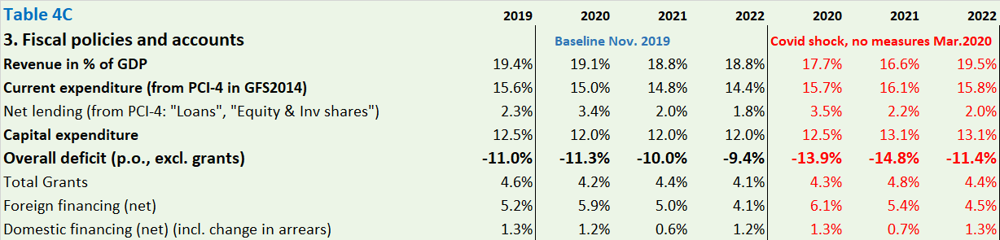 Table 4C 2019 2020 2021 2022 2020 2021 2022
3. Fiscal policies and accounts Baseline Nov. 2019 Covid shock, no measures Mar.2020
Revenue in % of GDP 19.4% 19.1% 18.8% 18.8% 17.7% 16.6% 19.5%
Current expenditure (from PCI-4 in GFS2014) 15.6% 15.0% 14.8% 14.4% 15.7% 16.1% 15.8%
Net lending (from PCI-4: "Loans", "Equity & Inv shares") 2.3% 3.4% 2.0% 1.8% 3.5% 2.2% 2.0%
Capital expenditure 12.5% 12.0% 12.0% 12.0% 12.5% 13.1% 13.1%
Overall deficit (p.o., excl. grants) -11.0% -11.3% -10.0% -9.4% -13.9% -14.8% -11.4%
Total Grants 4.6% 4.2% 4.4% 4.1% 4.3% 4.8% 4.4%
Foreign financing (net) 5.2% 5.9% 5.0% 4.1% 6.1% 5.4% 4.5%
Domestic financing (net) (incl. change in arrears) 1.3% 1.2% 0.6% 1.2% 1.3% 0.7% 1.3%